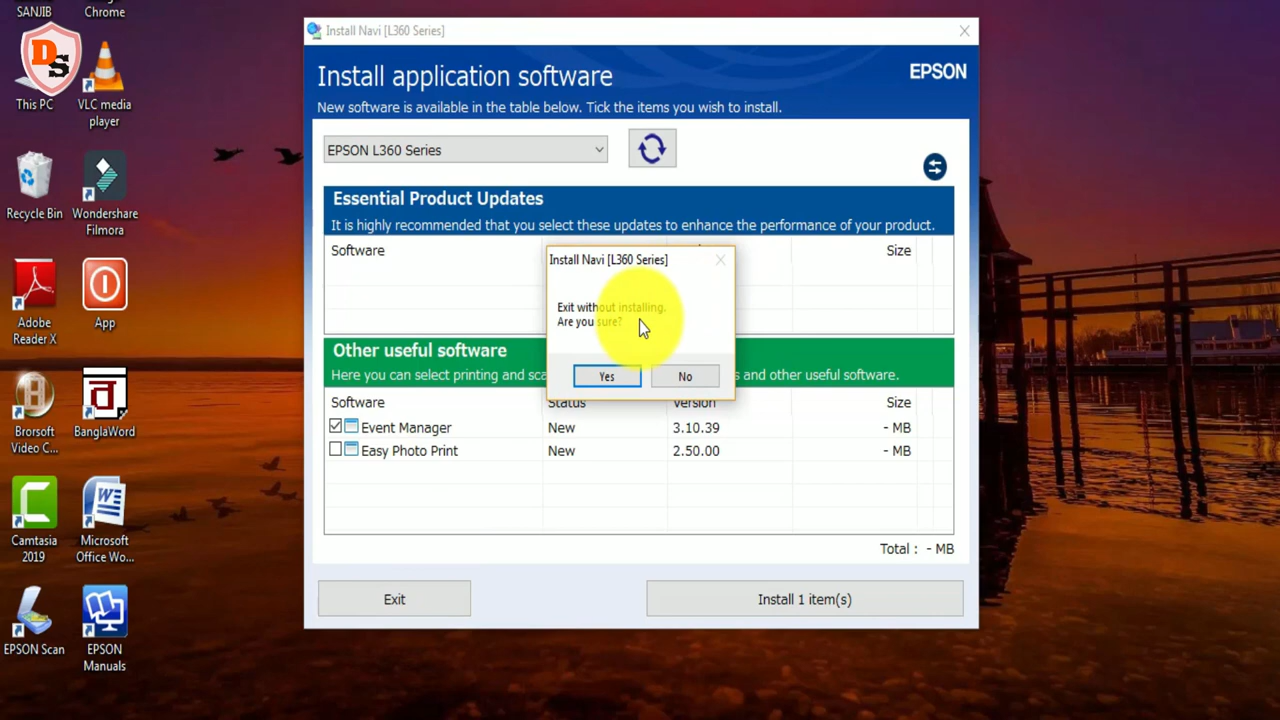 SANJIB
Chrome
This PC
VLC media
player
Recycle Bin
Wondershare
Filmora
Adobe
Reader X
App
Brorsoft
Video C...
BanglaWord
Camtasia
2019
Microsoft
Office Wo...
EPSON Scan
EPSON
Manuals
Install Navi [L360 Series]
Install application software
EPSON
New software is available in the table below. Tick the items you wish to install.
EPSON L360 Series
Essential Product Updates
It is highly recommended that you select these updates to enhance the performance of your product.
Software Size
Install Navi [L360 Series]
Exit without installing.
Are you sure?
Yes No
Other useful software
Here you can select printing and sca s and other useful software.
Software Status Version Size
Event Manager New 3.10.39 - MB
Easy Photo Print New 2.50.00 - MB
Total : - MB
Exit Install 1 item(s)